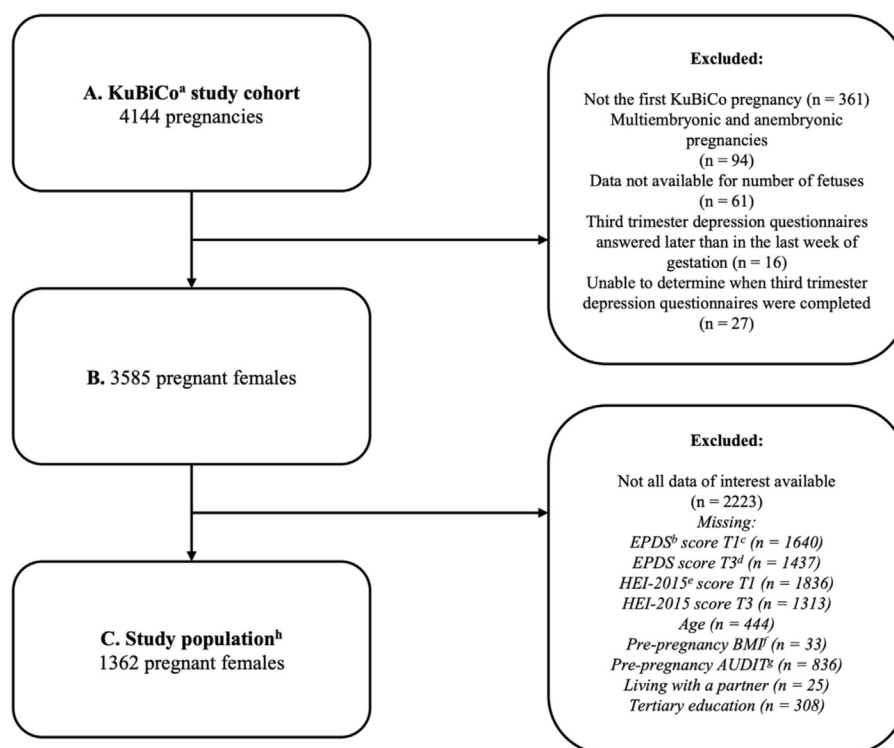 A. KuBiCoᵃ study cohort
4144 pregnancies
Excluded:
Not the first KuBiCo pregnancy (n = 361)
Multiembryonic and anembryonic
pregnancies
(n = 94)
Data not available for number of fetuses
(n = 61)
Third trimester depression questionnaires
answered later than in the last week of
gestation (n = 16)
Unable to determine when third trimester
depression questionnaires were completed
(n = 27)
B. 3585 pregnant females
Excluded:
Not all data of interest available
(n = 2223)
Missing:
EPDSᵇ score T1ᶜ (n = 1640)
EPDS score T3ᵈ (n = 1437)
HEI-2015ᵉ score T1 (n = 1836)
HEI-2015 score T3 (n = 1313)
Age (n = 444)
Pre-pregnancy BMIᶠ (n = 33)
Pre-pregnancy AUDITᵍ (n = 836)
Living with a partner (n = 25)
Tertiary education (n = 308)
C. Study populationʰ
1362 pregnant females